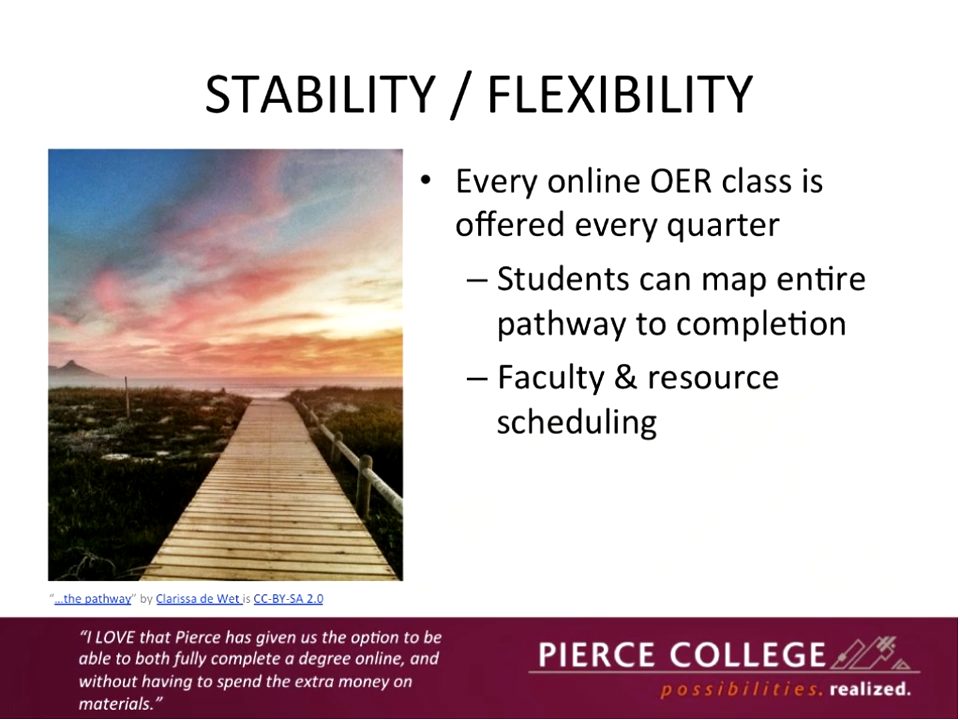 STABILITY / FLEXIBILITY
• Every online OER class is
offered every quarter
– Students can map entire
pathway to completion
– Faculty & resource
scheduling
“...the pathway” by Clarissa de Wet is CC-BY-SA 2.0
“I LOVE that Pierce has given us the option to be
able to both fully complete a degree online, and
without having to spend the extra money on
materials.”
PIERCE COLLEGE
possibilities. realized.